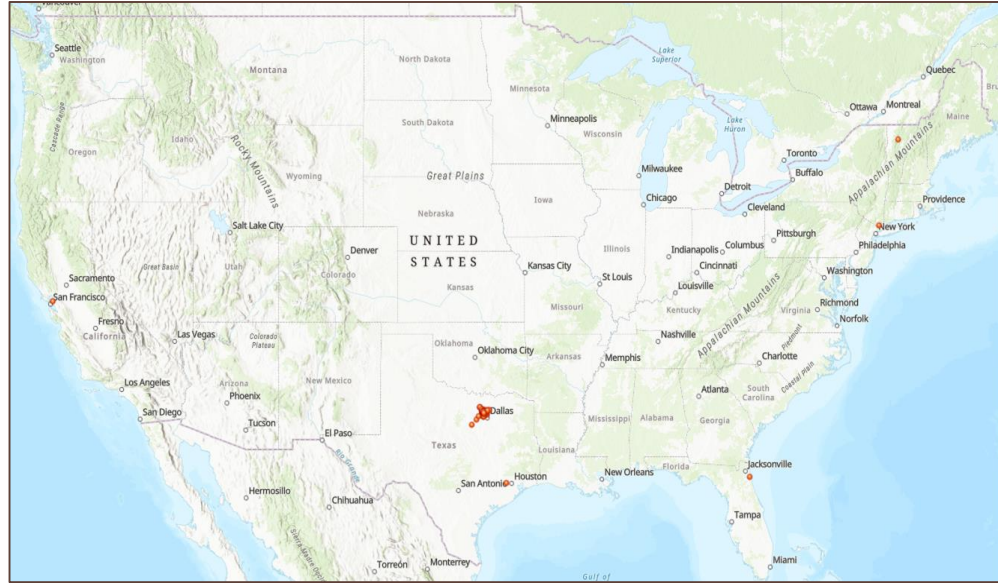 Vancouver
Seattle
Washington
Cascade Range
Oregon
Idaho
Montana
Rocky Mountains
Wyoming
North Dakota
South Dakota
Great Plains
Nebraska
Minnesota
Minneapolis
Wisconsin
Iowa
Lake
Superior
Lake
Huron
Milwaukee
Chicago
Detroit
Toronto
Buffalo
Cleveland
Ottawa
Montreal
Quebec
Maine
Appalachian Mountains
Providence
New York
Philadelphia
Pittsburgh
Washington
Salt Lake City
Great Basin
Utah
Denver
Colorado
UNITED
STATES
Kansas
Kansas City
Missouri
St Louis
Illinois
Indianapolis
Columbus
Cincinnati
Louisville
Kentucky
Appalachian Mountains
Virginia
Richmond
Norfolk
Piedmont
Coastal Plain
Sacramento
San Francisco
Fresno
California
Las Vegas
Colorado
Plateau
Los Angeles
San Diego
Arizona
Phoenix
Tucson
New Mexico
El Paso
Rio Grande
Oklahoma
Oklahoma City
Arkansas
Memphis
Nashville
Charlotte
South
Carolina
Atlanta
Georgia
Alabama
Mississippi
Louisiana
Dallas
Texas
San Antonio
Houston
New Orleans
Florida
Jacksonville
Tampa
Miami
Hermosillo
Chihuahua
Torreón
Monterrey
Gulf of